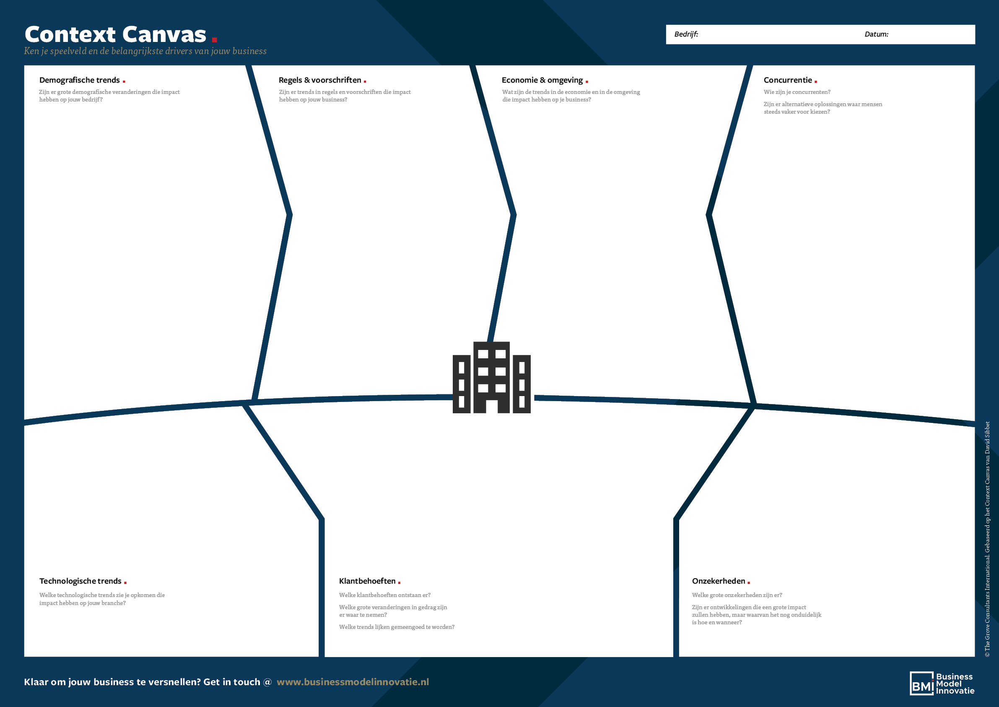 Context Canvas.
Ken je speelveld en de belangrijkste drivers van jouw business
Bedrijf:
Datum:
Demografische trends.
Zijn er grote demografische veranderingen die impact
hebben op jouw bedrijf?
Regels & voorschriften.
Zijn er trends in regels en voorschriften die impact
hebben op jouw business?
Economie & omgeving.
Wat zijn de trends in de economie en in de omgeving
die impact hebben op je business?
Concurrentie.
Wie zijn je concurrenten?
Zijn er alternatieve oplossingen waar mensen
steeds vaker voor kiezen?
Technologische trends.
Welke technologische trends zie je opkomen die
impact hebben op jouw branche?
Klantbehoeften.
Welke klantbehoeften ontstaan er?
Welke grote veranderingen in gedrag zijn
er waar te nemen?
Welke trends lijken gemeengoed te worden?
Onzekerheden.
Welke grote onzekerheden zijn er?
Zijn er ontwikkelingen die een grote impact
zullen hebben, maar waarvan het nog onduidelijk
is hoe en wanneer?
© The Grove Consultants International. Gebaseerd op het Context Canvas van David Sibbet
Klaar om jouw business te versnellen? Get in touch @ www.businessmodelinnovatie.nl
BMi
Business
Model
Innovatie